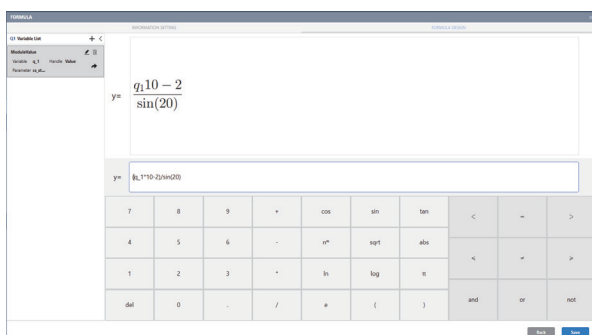 FORMULA
INFORMATION SETTING
FORMULA DESIGN
Q1 Variable List
+ <
ModuleValue
Variable q_1 Handle Value
Parameter
y=
q₁10 − 2
sin(20)
y= (q_1*10-2)/sin(20)
7 8 9 + cos sin tan
4 5 6 - sqrt abs
1 2 3 * ln log π
del 0 . / e ( )
< = >
≤ ≠ ≥
and or not
Back Save